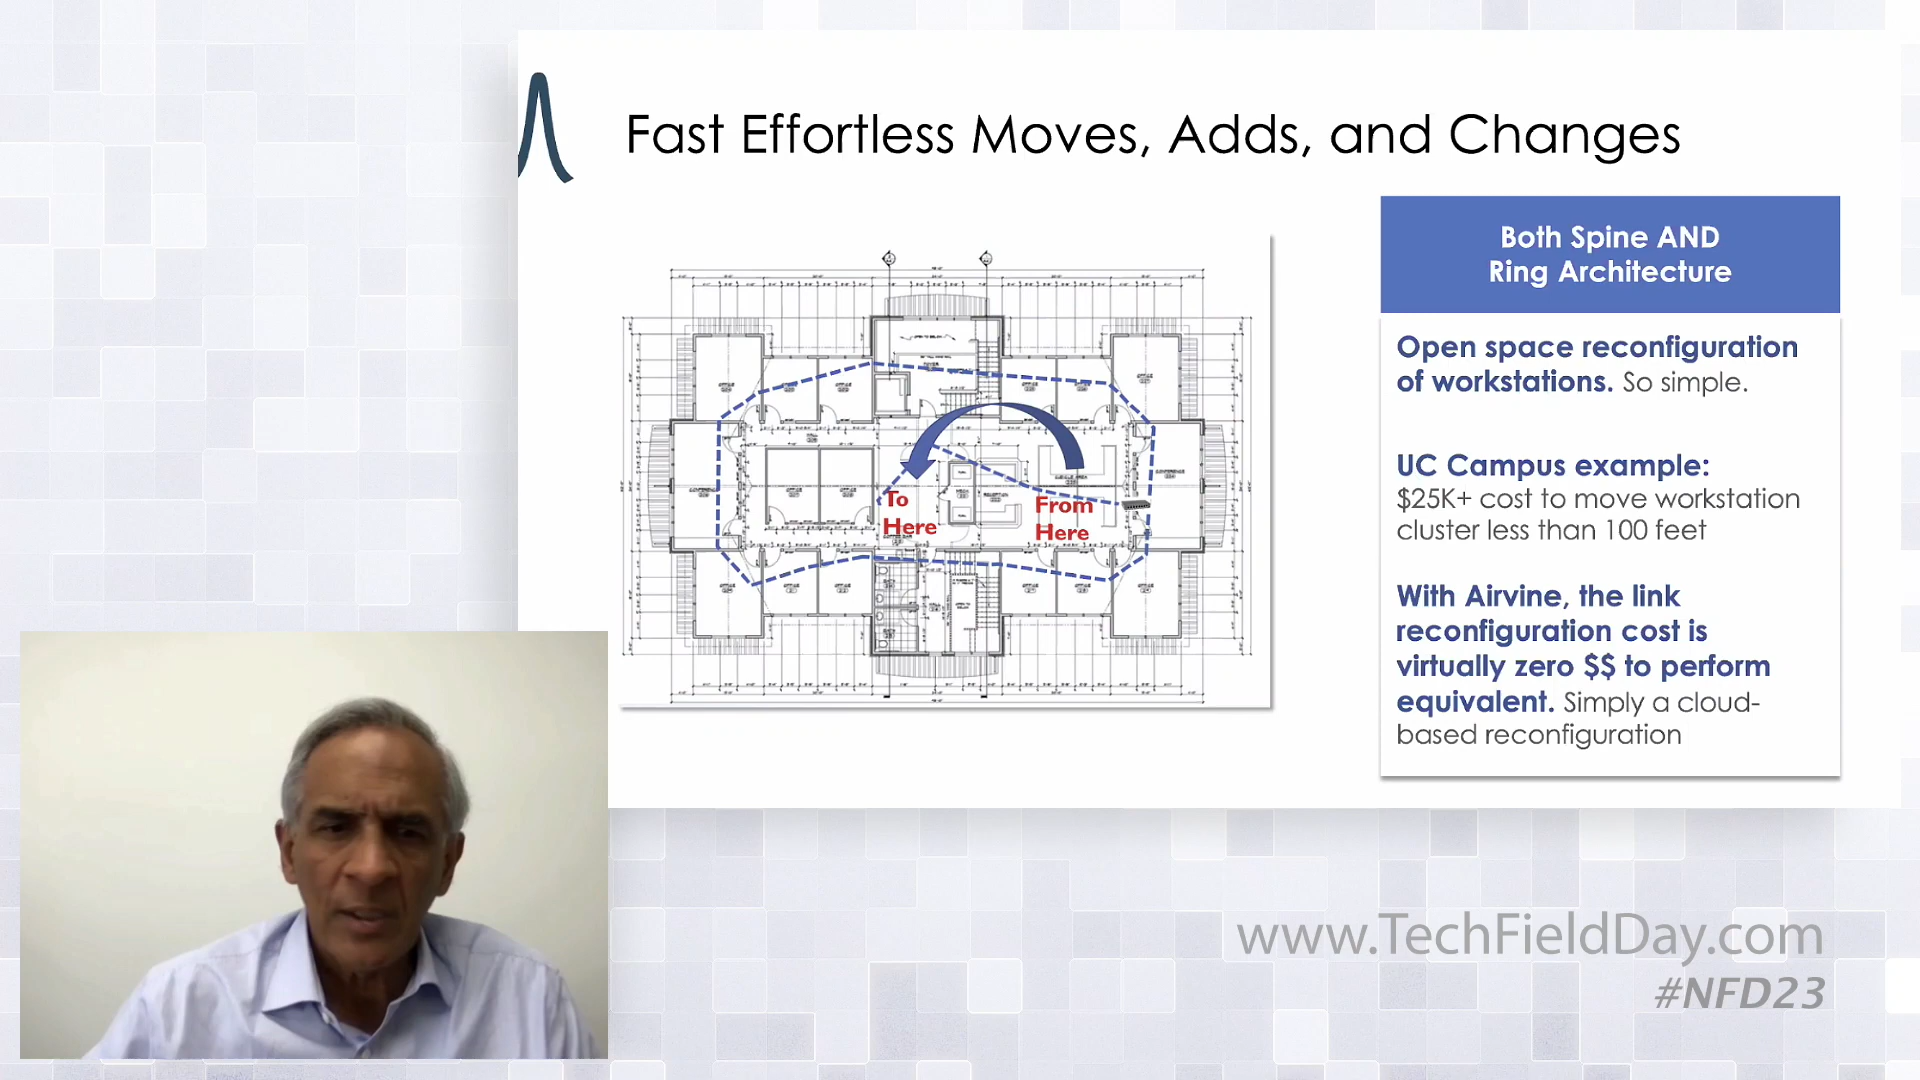 Fast Effortless Moves, Adds, and Changes
Both Spine AND
Ring Architecture
Open space reconfiguration
of workstations. So simple.
UC Campus example:
$25K+ cost to move workstation
cluster less than 100 feet
With Airvine, the link
reconfiguration cost is
virtually zero $$ to perform
equivalent. Simply a cloud-
based reconfiguration
To
Here
From
Here
www.TechFieldDay.com
#NFD23